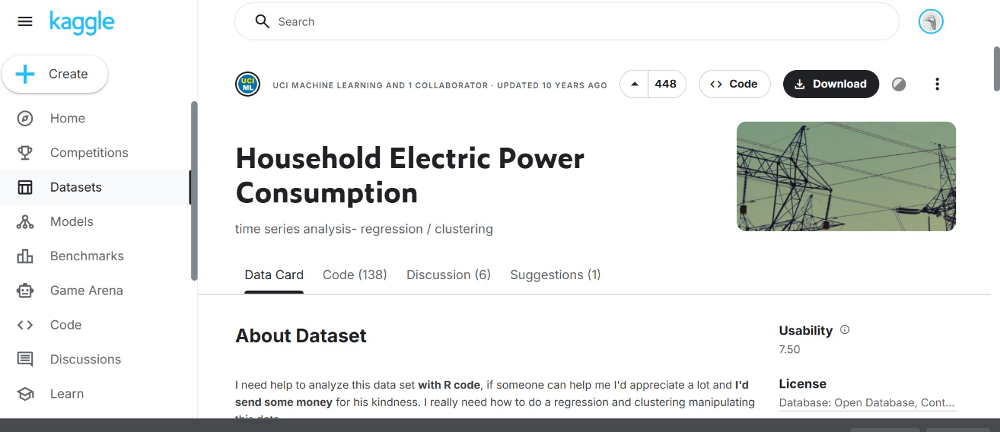 kaggle
Search
Create
Home
Competitions
Datasets
Models
Benchmarks
Game Arena
Code
Discussions
Learn
UCI
ML
UCI MACHINE LEARNING AND 1 COLLABORATOR · UPDATED 10 YEARS AGO
448
Code
Download
Household Electric Power
Consumption
time series analysis- regression / clustering
Data Card
Code (138)
Discussion (6)
Suggestions (1)
About Dataset
I need help to analyze this data set with R code, if someone can help me I'd appreciate a lot and I'd
send some money for his kindness. I really need how to do a regression and clustering manipulating
this data
Usability
7.50
License
Database: Open Database, Cont...